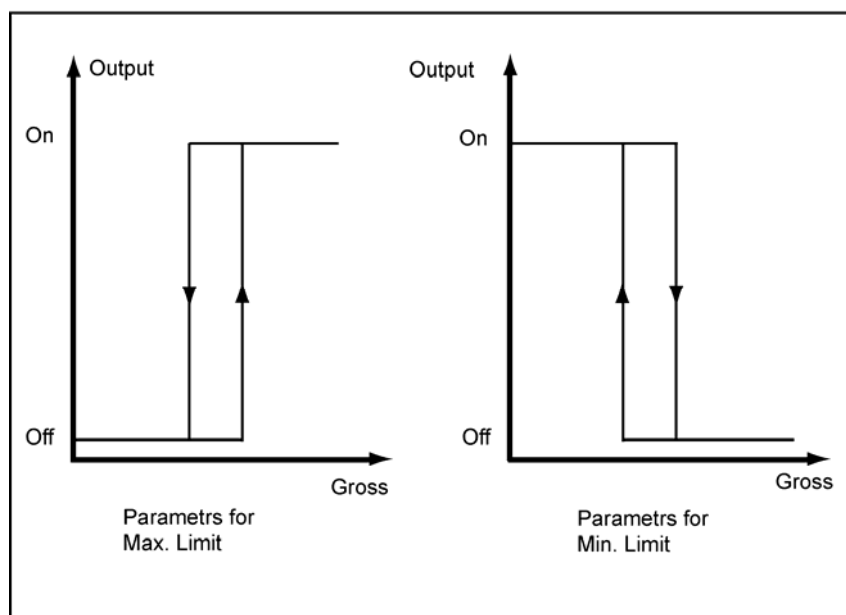 Output
On
Off
Gross
Parametrs for
Max. Limit
Output
On
Off
Gross
Parametrs for
Min. Limit